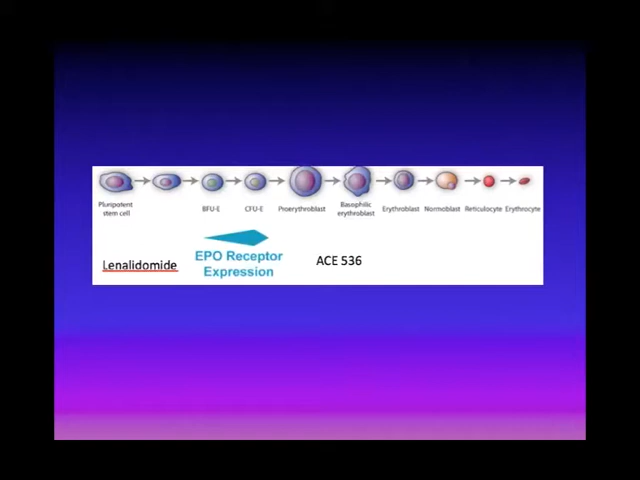 Pluripotent
stem cell
BFU-E
CFU-E
Proerythroblast
Basophilic
erythroblast
Erythroblast
Normoblast
Reticulocyte
Erythrocyte
EPO Receptor
Expression
Lenalidomide
ACE 536